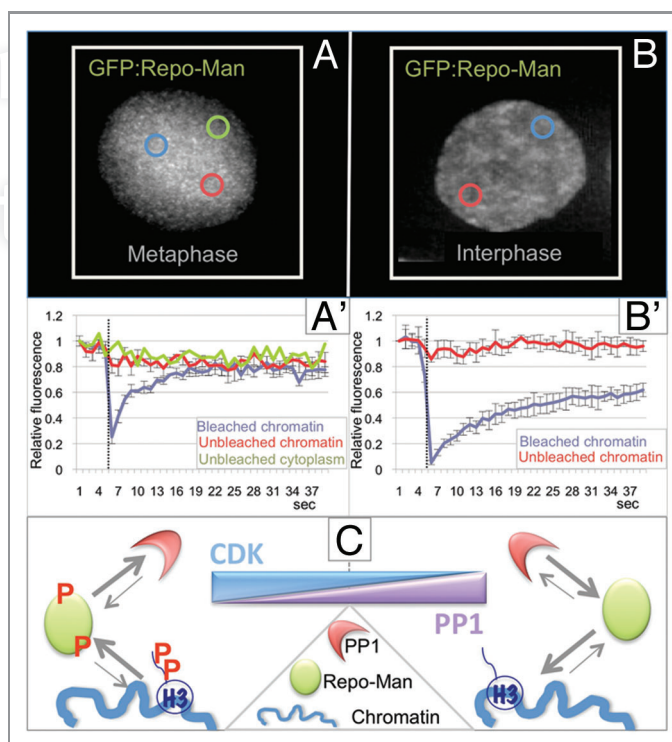 GFP:Repo-Man
A
Metaphase
GFP:Repo-Man
B
Interphase
A'
Relative fluorescence
1.2
1
0.8
0.6
0.4
0.2
0
Bleached chromatin
Unbleached chromatin
Unbleached cytoplasm
1 4 7 10 13 16 19 22 25 28 31 34 37
sec
B'
Relative fluorescence
1.2
1
0.8
0.6
0.4
0.2
0
Bleached chromatin
Unbleached chromatin
1 4 7 10 13 16 19 22 25 28 31 34 37
sec
C
CDK
PP1
P
P
P
P
H3
PP1
Repo-Man
Chromatin
H3